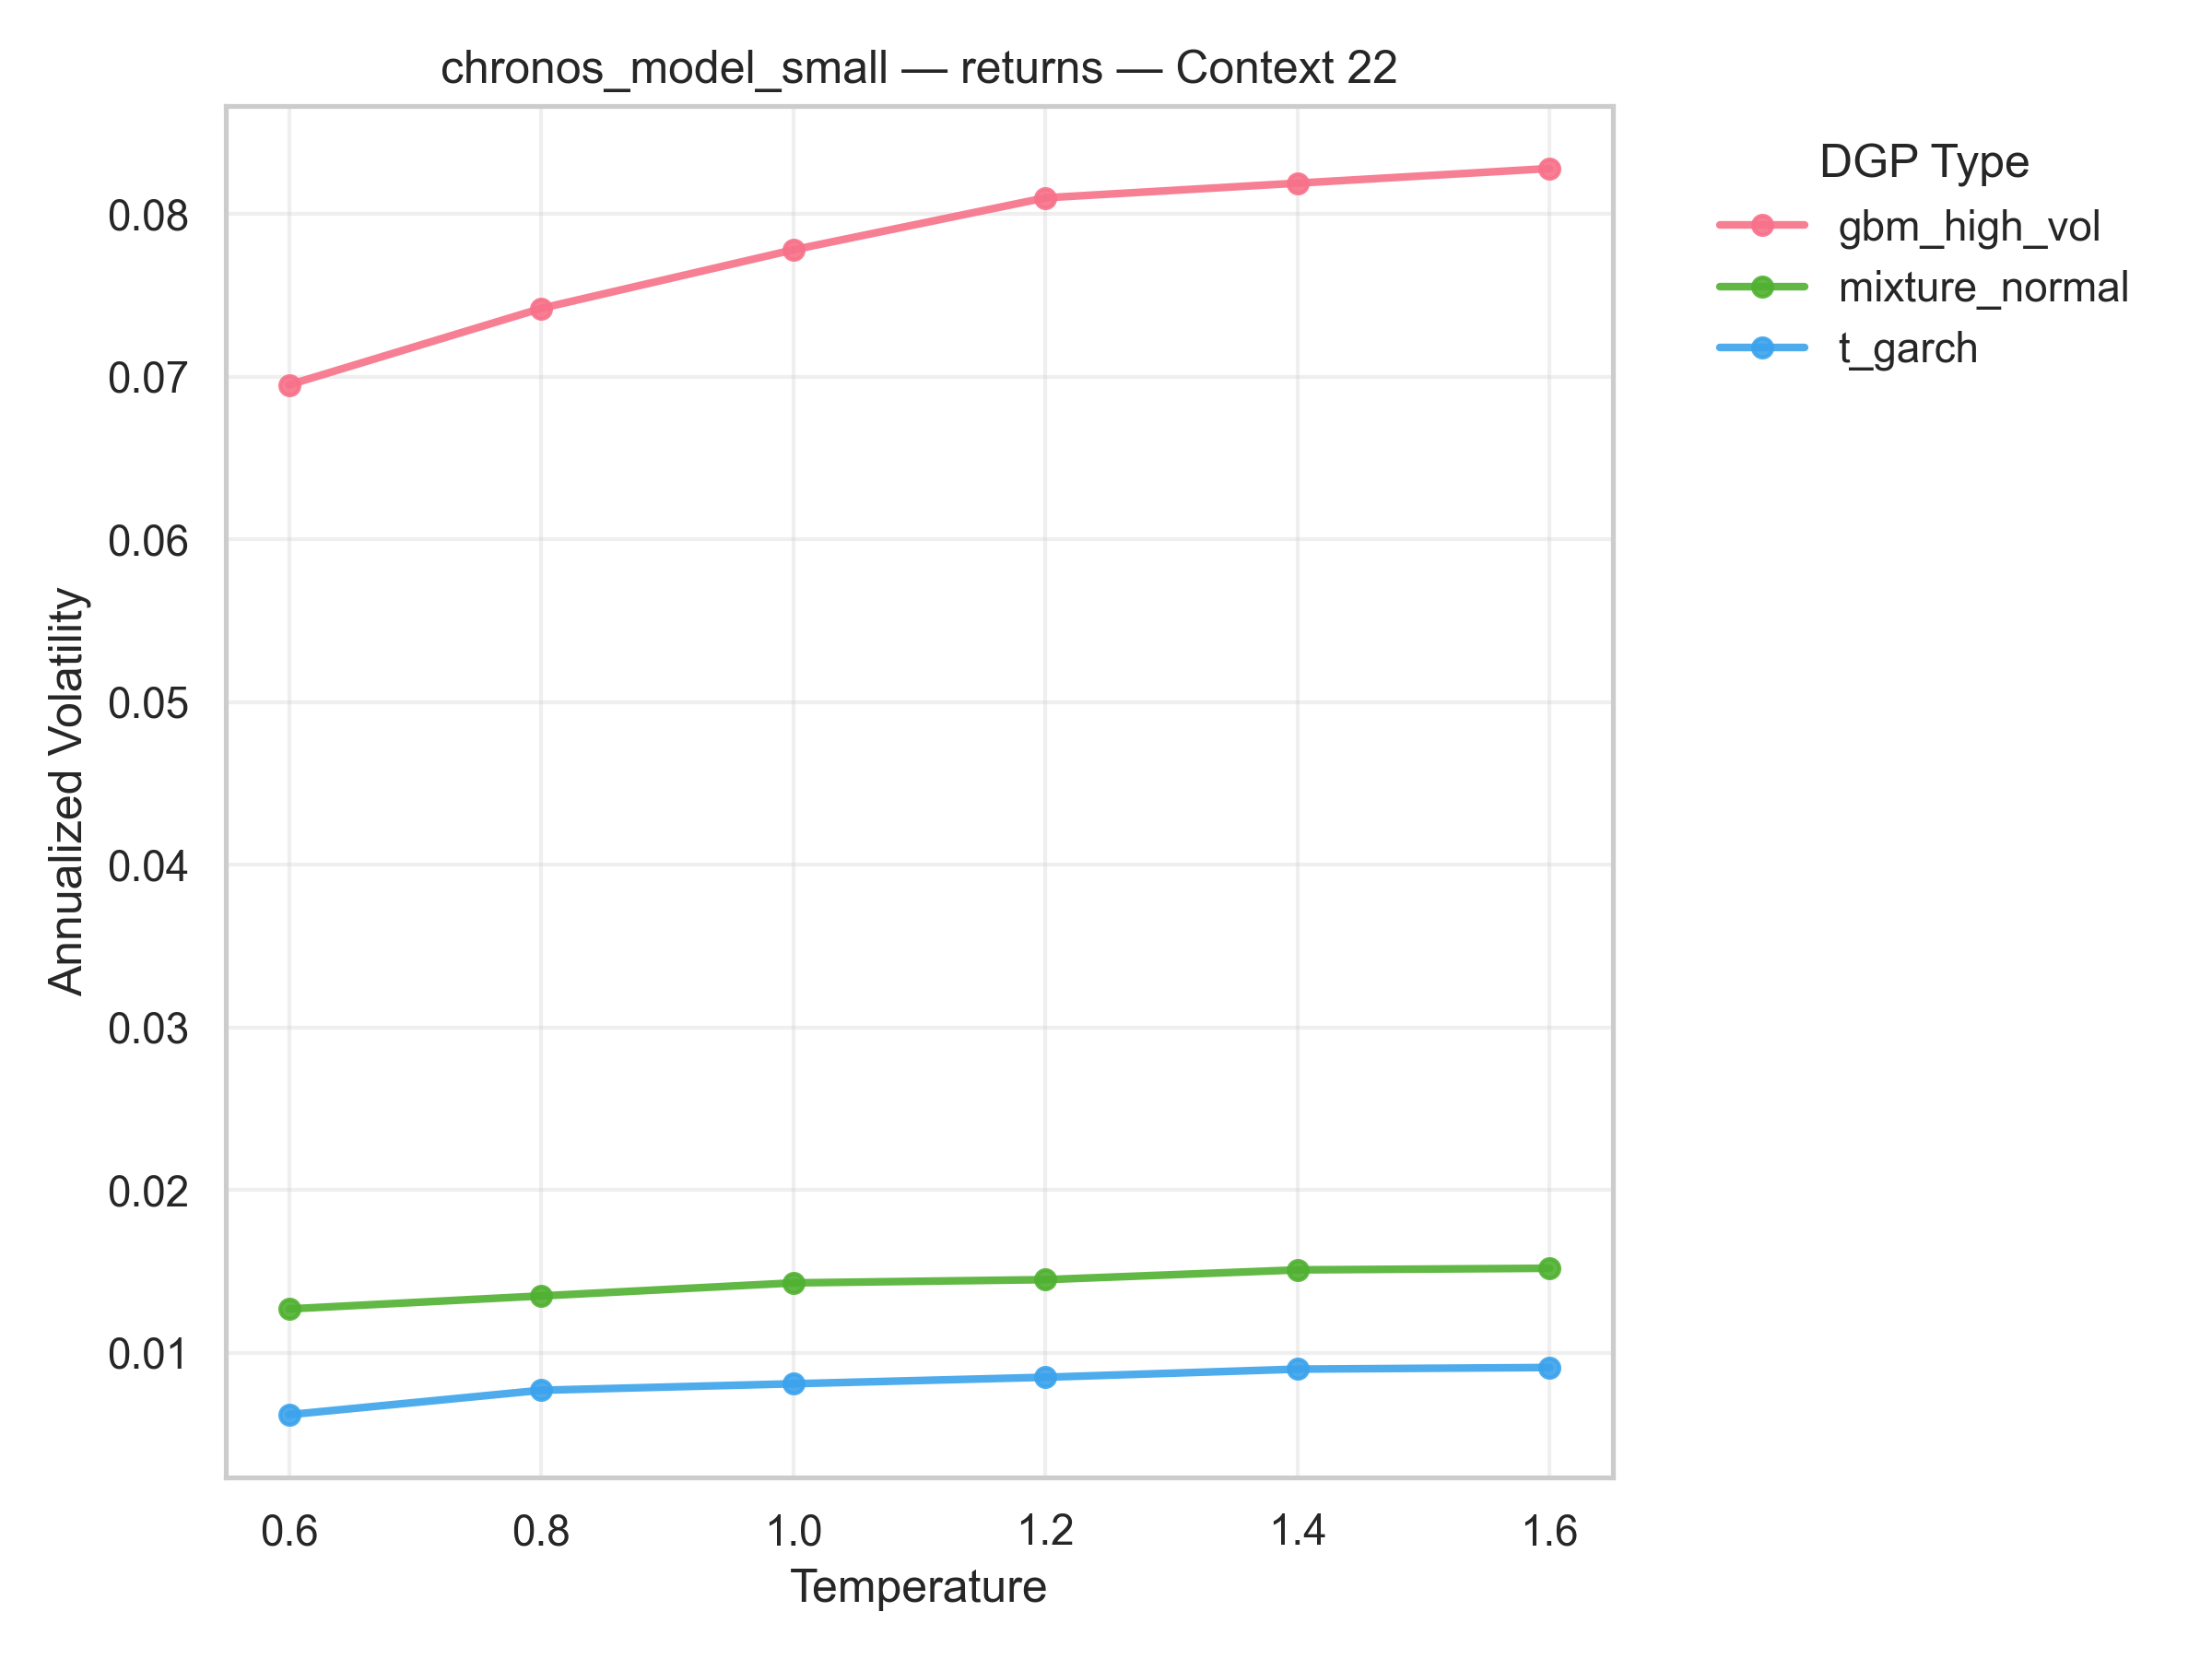 chronos_model_small — returns — Context 22
DGP Type
gbm_high_vol
mixture_normal
t_garch
Annualized Volatility
0.08
0.07
0.06
0.05
0.04
0.03
0.02
0.01
0.6 0.8 1.0 1.2 1.4 1.6
Temperature